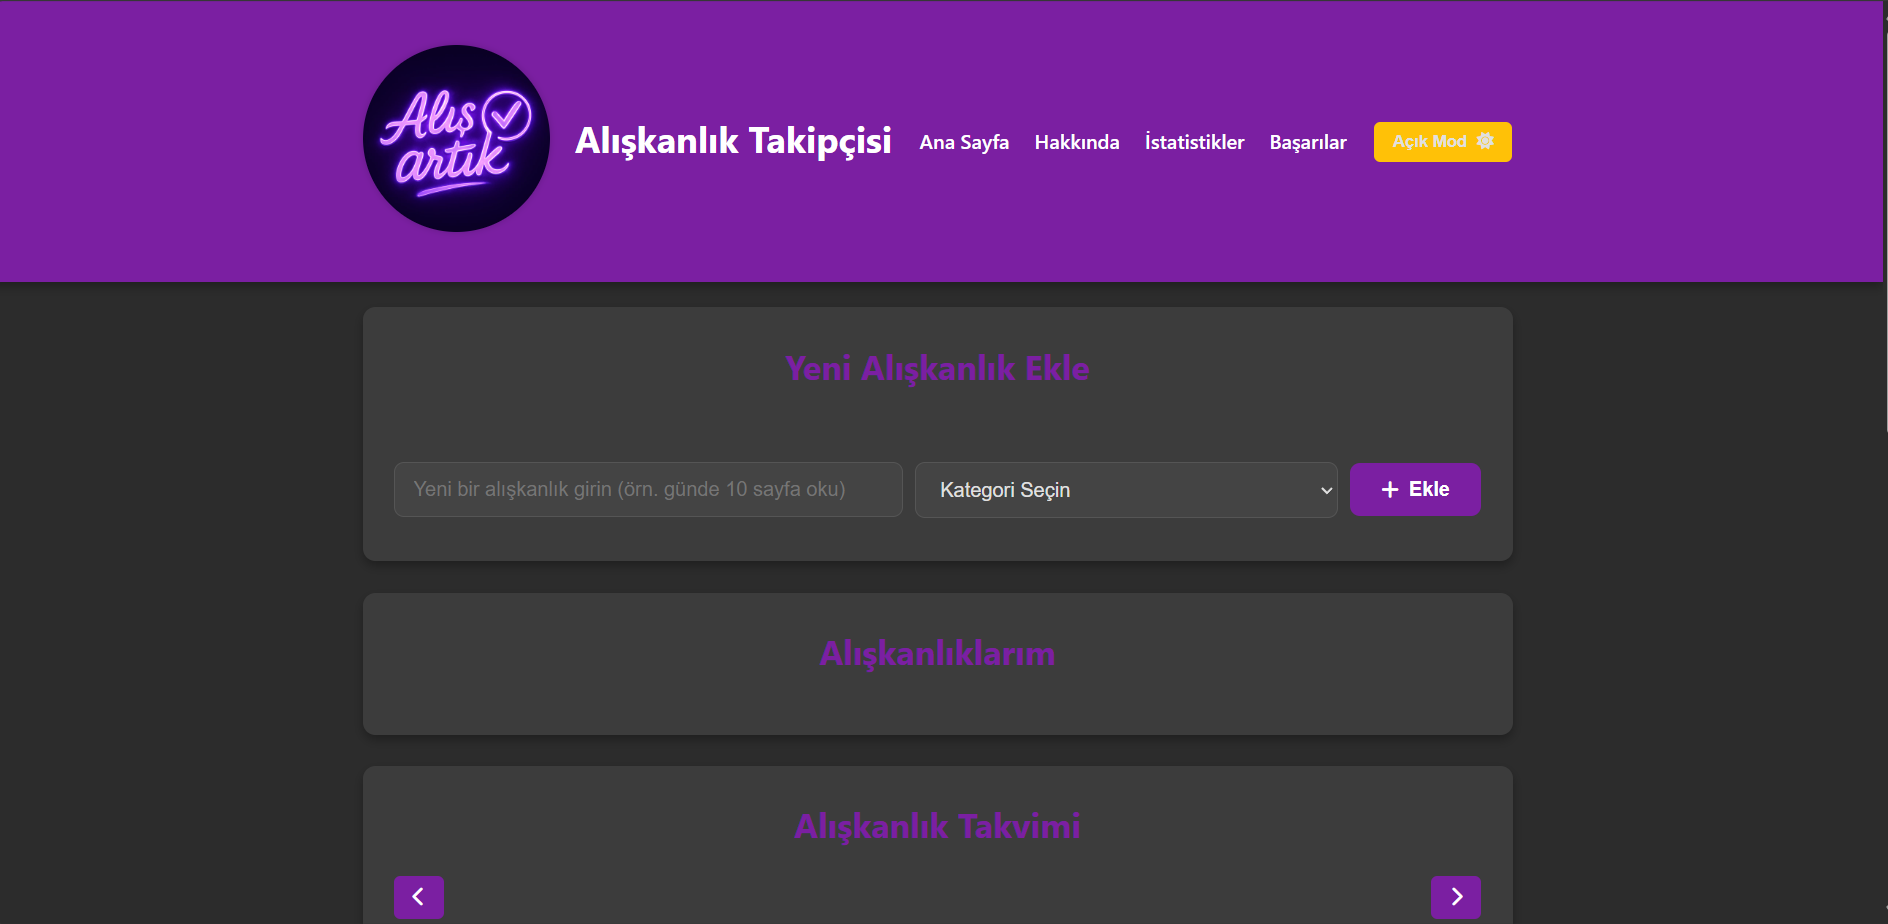 Alış
artık
Alışkanlık Takipçisi
Ana Sayfa
Hakkında
İstatistikler
Başarılar
Açık Mod
Yeni Alışkanlık Ekle
Yeni bir alışkanlık girin (örn. günde 10 sayfa oku)
Kategori Seçin
+ Ekle
Alışkanlıklarım
Alışkanlık Takvimi